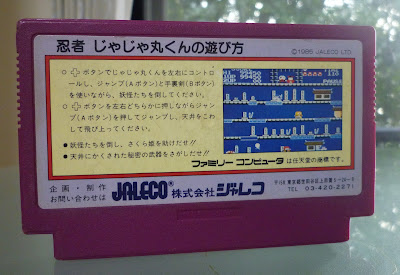 忍者 じゃじゃ丸くんの遊び方
©1985 JALECO LTD.
○✚ボタンでじゃじゃ丸くんを左右にコントロ
ールし、ジャンプ(Aボタン)と手裏剣(Bボタン)
を使いながら、妖怪たちを倒してください。
○✚ボタンを左右どちらかに押しながらジャン
プ(Aボタン)を押してジャンプし、天井をこわ
して飛び上ってください。
●妖怪たちを倒し、さくら姫を助けだせ!!
●天井にかくされた秘密の武器をさがしだせ!!
ファミリー コンピュータ は任天堂の商標です。
企画・制作
お問い合わせは
JALECO® 株式会社 ジャレコ
TEL 03-420-2271